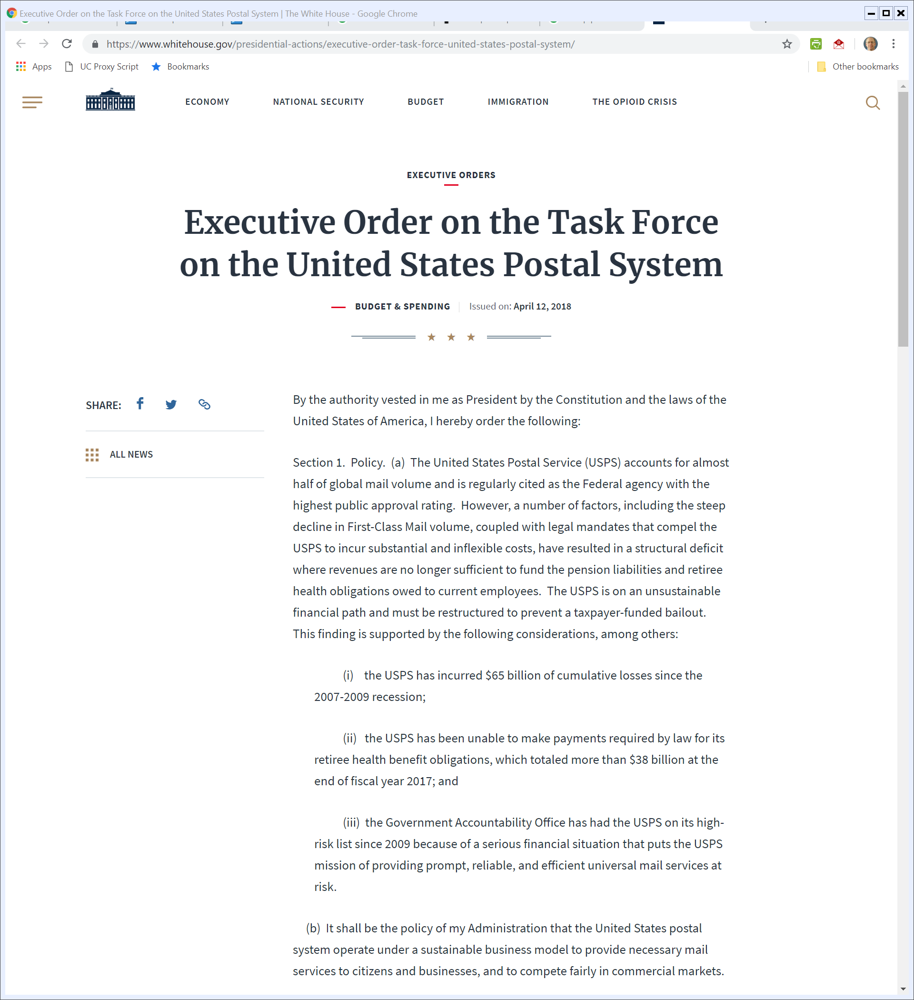 Executive Order on the Task Force on the United States Postal System | The White House - Google Chrome
https://www.whitehouse.gov/presidential-actions/executive-order-task-force-united-states-postal-system/
Apps UC Proxy Script Bookmarks Other bookmarks
ECONOMY NATIONAL SECURITY BUDGET IMMIGRATION THE OPIOID CRISIS
EXECUTIVE ORDERS
Executive Order on the Task Force
on the United States Postal System
BUDGET & SPENDING Issued on: April 12, 2018
SHARE:
ALL NEWS
By the authority vested in me as President by the Constitution and the laws of the
United States of America, I hereby order the following:
Section 1.  Policy.  (a)  The United States Postal Service (USPS) accounts for almost
half of global mail volume and is regularly cited as the Federal agency with the
highest public approval rating.  However, a number of factors, including the steep
decline in First-Class Mail volume, coupled with legal mandates that compel the
USPS to incur substantial and inflexible costs, have resulted in a structural deficit
where revenues are no longer sufficient to fund the pension liabilities and retiree
health obligations owed to current employees.  The USPS is on an unsustainable
financial path and must be restructured to prevent a taxpayer-funded bailout.
This finding is supported by the following considerations, among others:
(i)   the USPS has incurred $65 billion of cumulative losses since the
2007-2009 recession;
(ii)  the USPS has been unable to make payments required by law for its
retiree health benefit obligations, which totaled more than $38 billion at the
end of fiscal year 2017; and
(iii)  the Government Accountability Office has had the USPS on its high-
risk list since 2009 because of a serious financial situation that puts the USPS
mission of providing prompt, reliable, and efficient universal mail services at
risk.
(b)  It shall be the policy of my Administration that the United States postal
system operate under a sustainable business model to provide necessary mail
services to citizens and businesses, and to compete fairly in commercial markets.